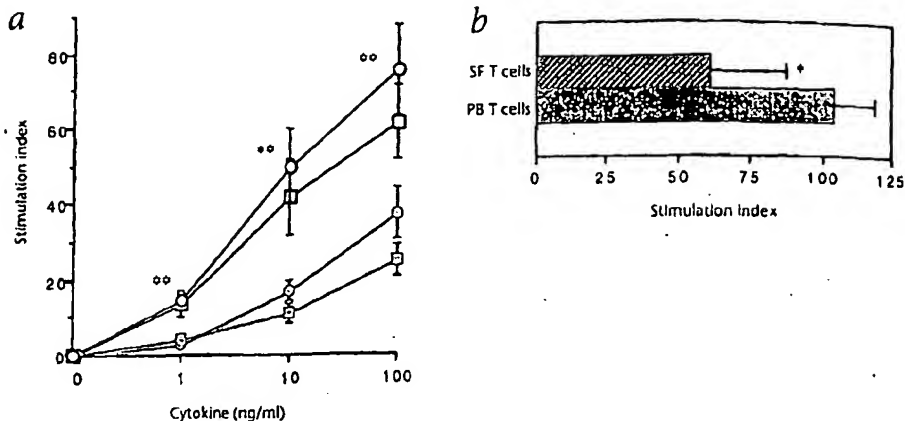 a
Stimulation index
80
60
40
20
0
**
**
**
0 1 10 100
Cytokine (ng/ml)
b
SF T cells
PB T cells
*
0 25 50 75 100 125
Stimulation Index